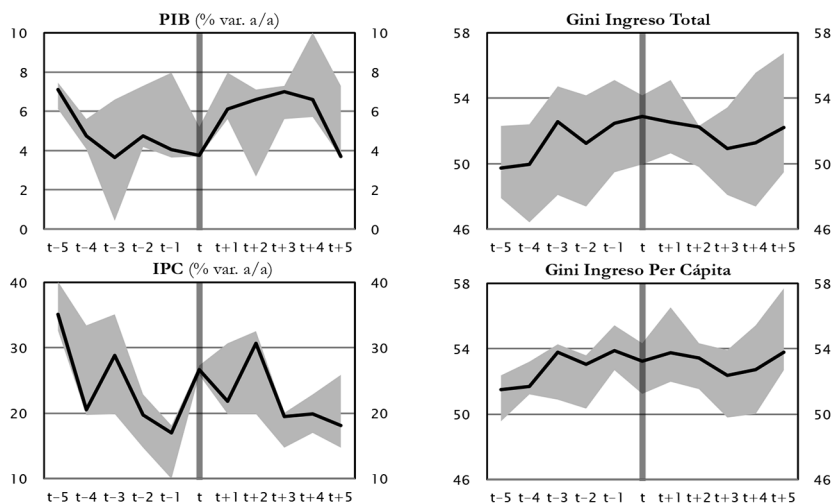 PIB (% var. a/a)
10 10
8 8
6 6
4 4
2 2
0 0
t−5 t−4 t−3 t−2 t−1 t t+1 t+2 t+3 t+4 t+5
Gini Ingreso Total
58 58
54 54
50 50
46 46
t−5 t−4 t−3 t−2 t−1 t t+1 t+2 t+3 t+4 t+5
IPC (% var. a/a)
40 40
30 30
20 20
10 10
t−5 t−4 t−3 t−2 t−1 t t+1 t+2 t+3 t+4 t+5
Gini Ingreso Per Cápita
58 58
54 54
50 50
46 46
t−5 t−4 t−3 t−2 t−1 t t+1 t+2 t+3 t+4 t+5